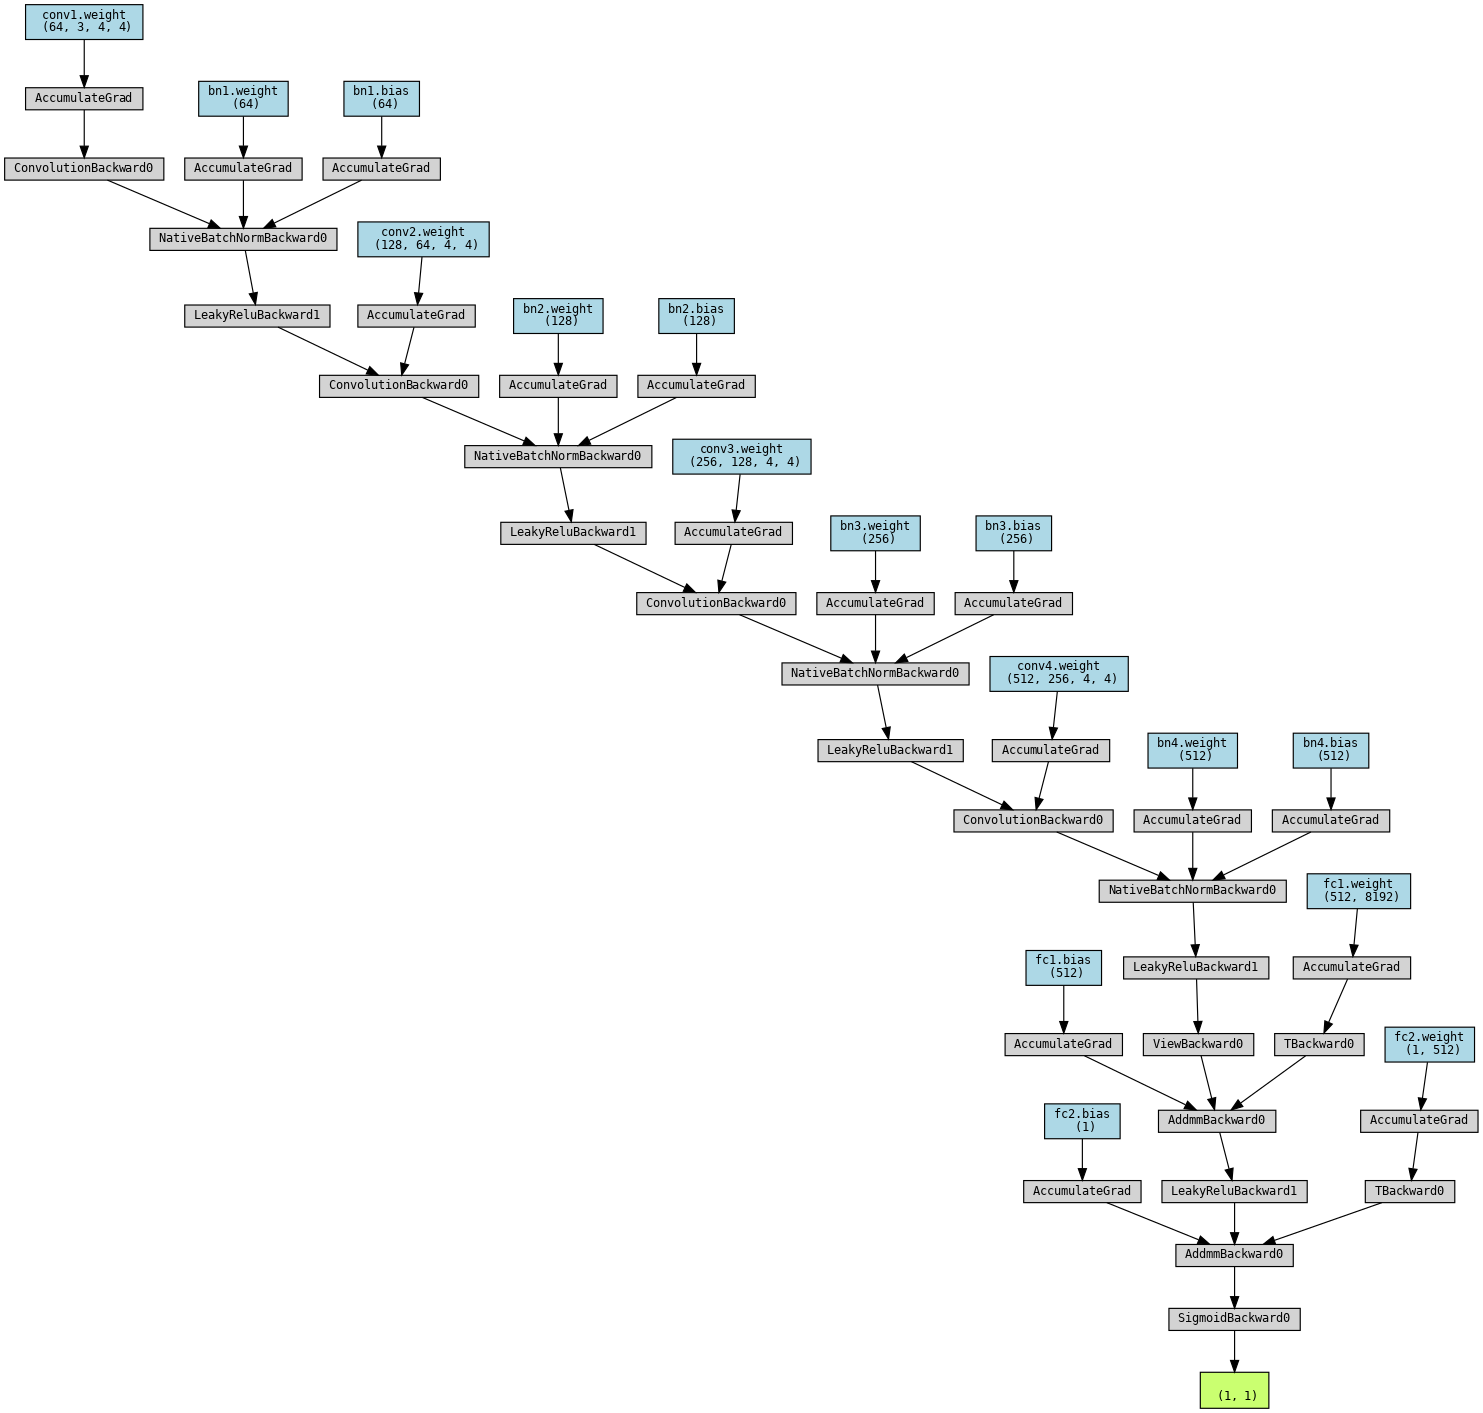 conv1.weight
(64, 3, 4, 4)
AccumulateGrad
bn1.weight
(64)
bn1.bias
(64)
ConvolutionBackward0
AccumulateGrad
AccumulateGrad
NativeBatchNormBackward0
conv2.weight
(128, 64, 4, 4)
LeakyReluBackward1
AccumulateGrad
bn2.weight
(128)
bn2.bias
(128)
ConvolutionBackward0
AccumulateGrad
AccumulateGrad
NativeBatchNormBackward0
conv3.weight
(256, 128, 4, 4)
LeakyReluBackward1
AccumulateGrad
bn3.weight
(256)
bn3.bias
(256)
ConvolutionBackward0
AccumulateGrad
AccumulateGrad
NativeBatchNormBackward0
conv4.weight
(512, 256, 4, 4)
LeakyReluBackward1
AccumulateGrad
bn4.weight
(512)
bn4.bias
(512)
ConvolutionBackward0
AccumulateGrad
AccumulateGrad
NativeBatchNormBackward0
fc1.weight
(512, 8192)
fc1.bias
(512)
LeakyReluBackward1
AccumulateGrad
AccumulateGrad
ViewBackward0
TBackward0
fc2.weight
(1, 512)
fc2.bias
(1)
AddmmBackward0
AccumulateGrad
AccumulateGrad
LeakyReluBackward1
TBackward0
AddmmBackward0
SigmoidBackward0
(1, 1)